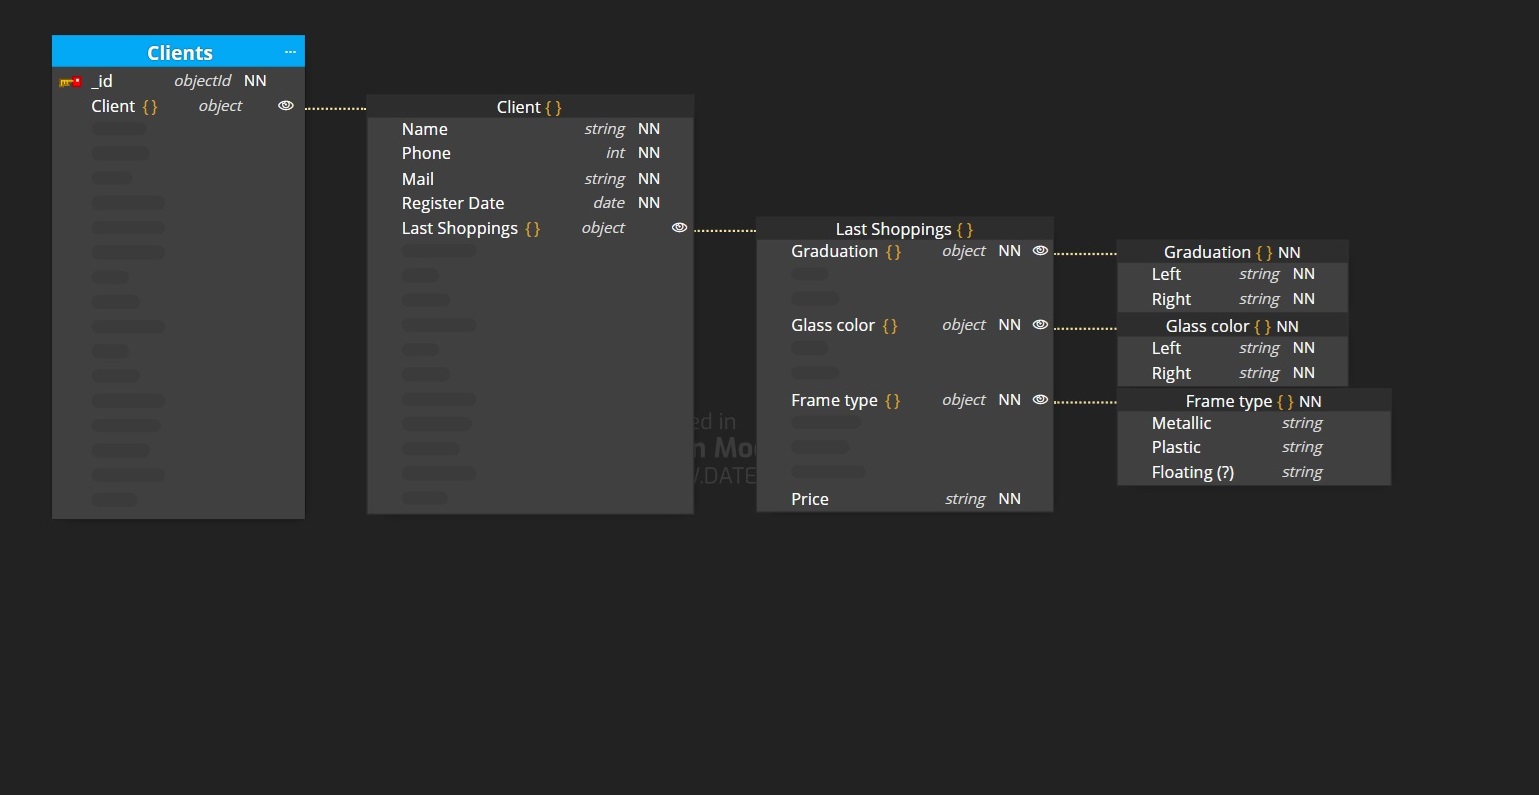 Clients ...
_id objectId NN
Client {} object
Client {}
Name string NN
Phone int NN
Mail string NN
Register Date date NN
Last Shoppings {} object
Last Shoppings {}
Graduation {} object NN
Glass color {} object NN
Frame type {} object NN
Price string NN
Graduation {} NN
Left string NN
Right string NN
Glass color {} NN
Left string NN
Right string NN
Frame type {} NN
Metallic string
Plastic string
Floating (?) string
in